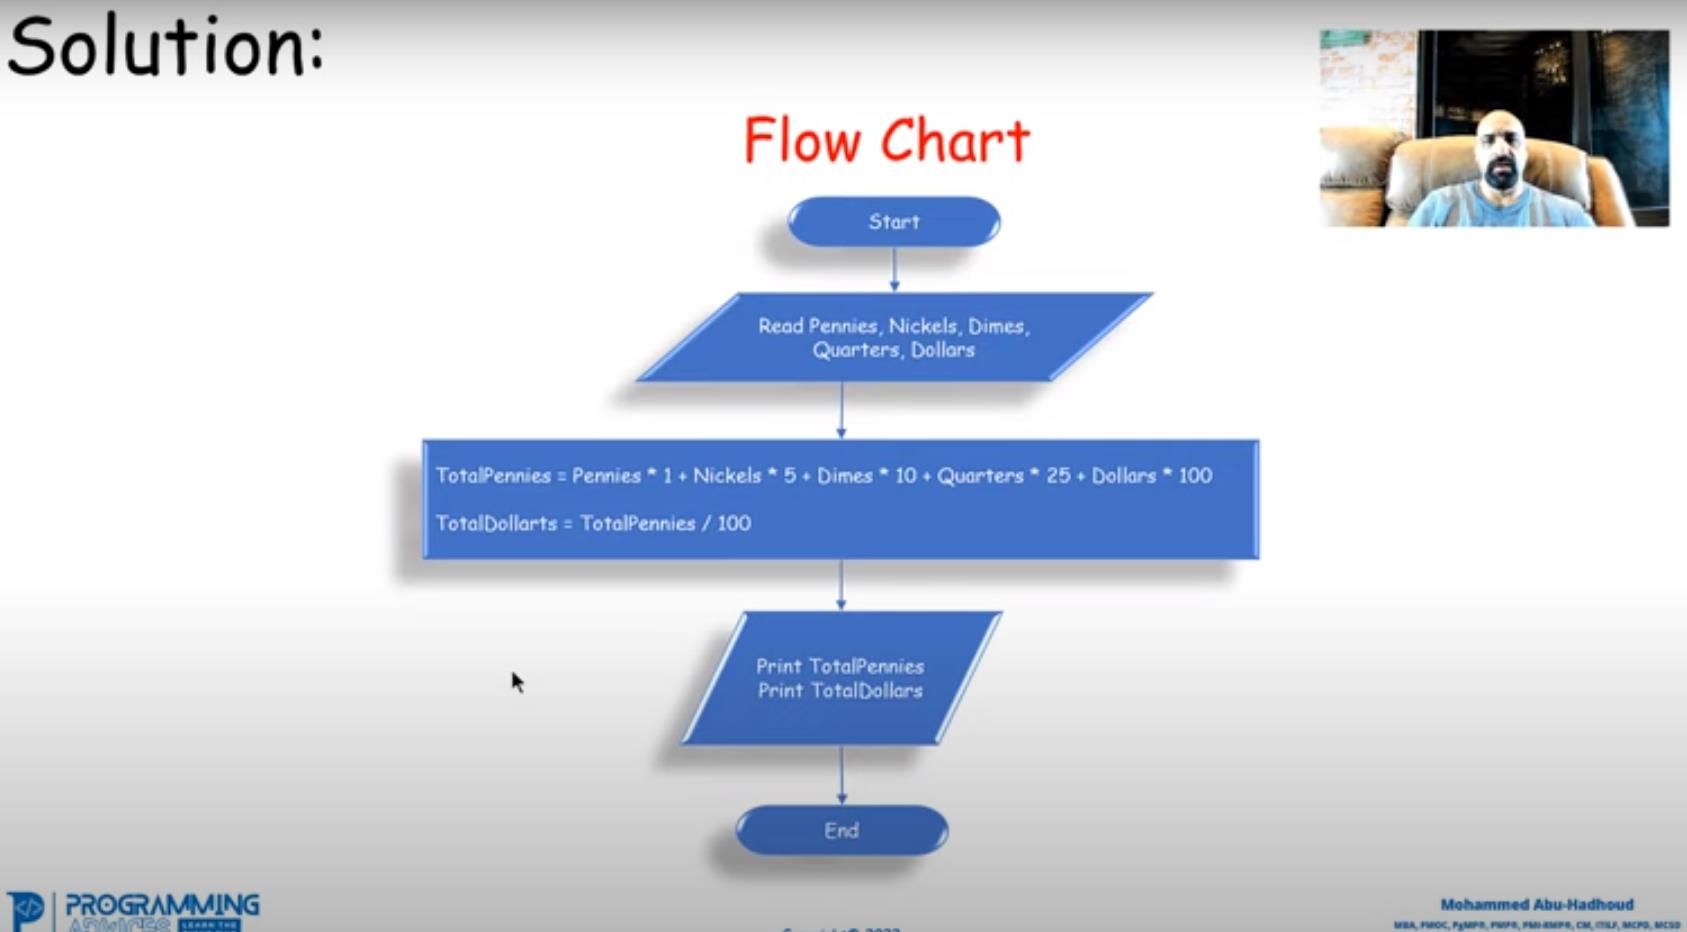 Solution:
Flow Chart
Start
Read Pennies, Nickels, Dimes,
Quarters, Dollars
TotalPennies = Pennies * 1 + Nickels * 5 + Dimes * 10 + Quarters * 25 + Dollars * 100
TotalDollarts = TotalPennies / 100
Print TotalPennies
Print TotalDollars
End
PROGRAMMING
ADVICES LEARN THE
Mohammed Abu-Hadhoud
MBA, PMOC, PgMP®, PMP®, PMI-RMP®, CM, ITILF, MCPD, MCSD